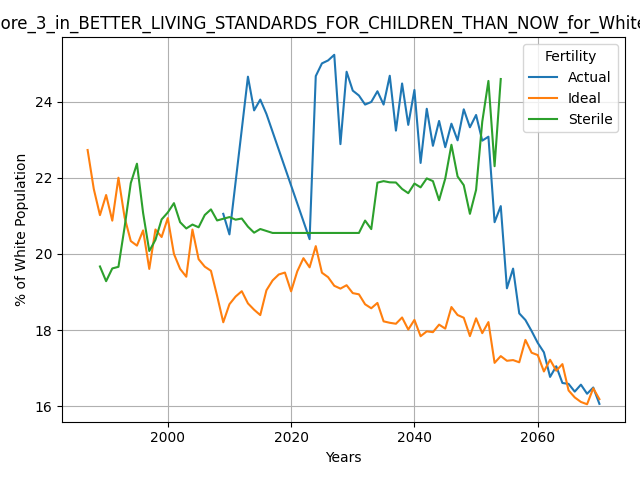 ore_3_in_BETTER_LIVING_STANDARDS_FOR_CHILDREN_THAN_NOW_for_White
Fertility
Actual
Ideal
Sterile
% of White Population
24
22
20
18
16
2000
2020
2040
2060
Years